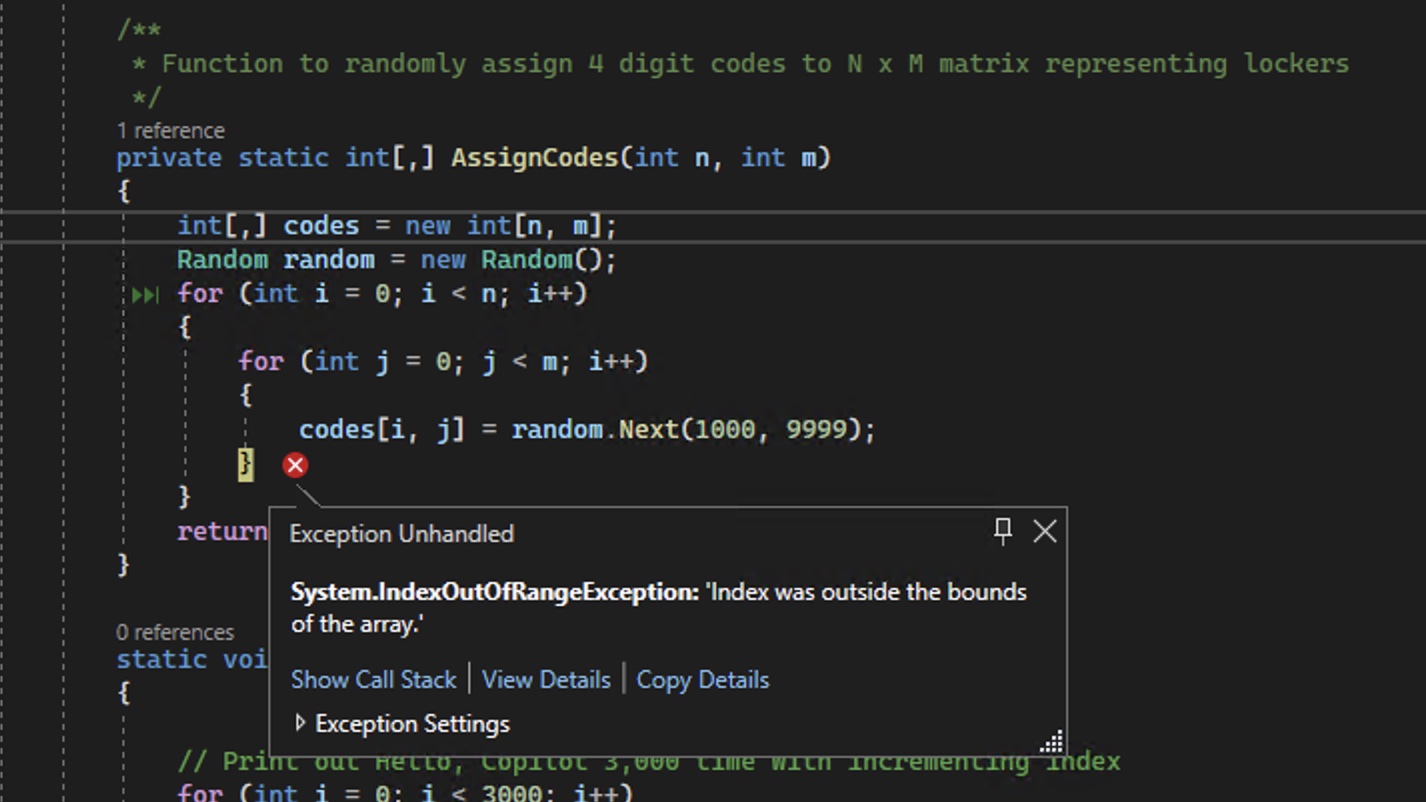 /**
* Function to randomly assign 4 digit codes to N x M matrix representing lockers
*/
1 reference
private static int[,] AssignCodes(int n, int m)
{
int[,] codes = new int[n, m];
Random random = new Random();
for (int i = 0; i < n; i++)
{
for (int j = 0; j < m; i++)
{
codes[i, j] = random.Next(1000, 9999);
}
}
return
}
Exception Unhandled
System.IndexOutOfRangeException: 'Index was outside the bounds
of the array.'
Show Call Stack | View Details | Copy Details
Exception Settings
0 references
static voi
{
// Print out Hello, Copilot 3,000 time with incrementing index
for (int i = 0; i < 3000; i++)